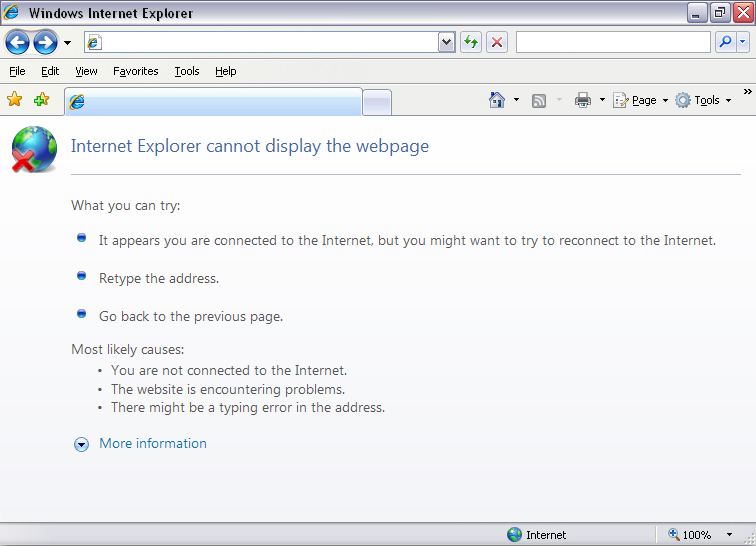 Windows Internet Explorer
File Edit View Favorites Tools Help
Page Tools »
Internet Explorer cannot display the webpage
What you can try:
It appears you are connected to the Internet, but you might want to try to reconnect to the Internet.
Retype the address.
Go back to the previous page.
Most likely causes:
• You are not connected to the Internet.
• The website is encountering problems.
• There might be a typing error in the address.
More information
Internet 100%